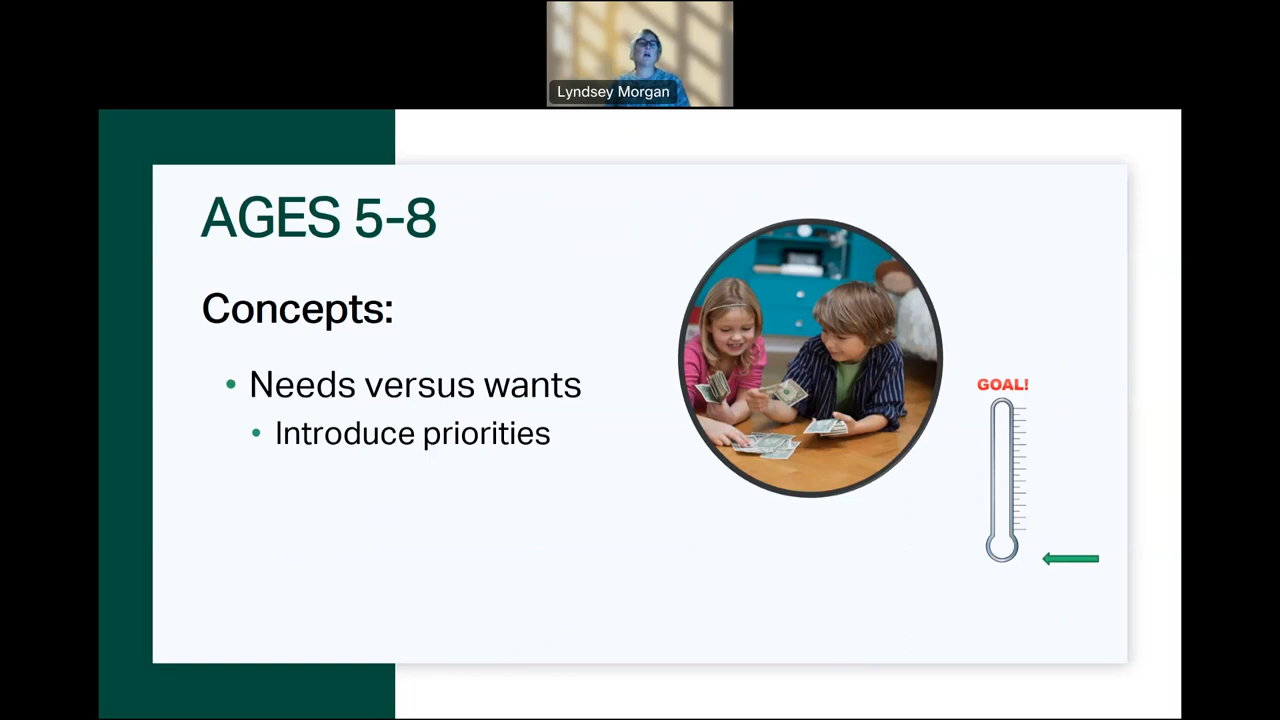 Lyndsey Morgan
AGES 5-8
Concepts:
• Needs versus wants
• Introduce priorities
GOAL!